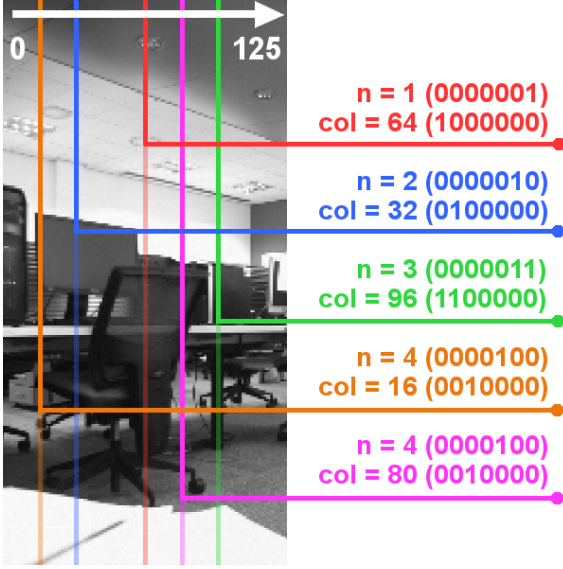 0 125
n = 1 (0000001)
col = 64 (1000000)
n = 2 (0000010)
col = 32 (0100000)
n = 3 (0000011)
col = 96 (1100000)
n = 4 (0000100)
col = 16 (0010000)
n = 4 (0000100)
col = 80 (0010000)